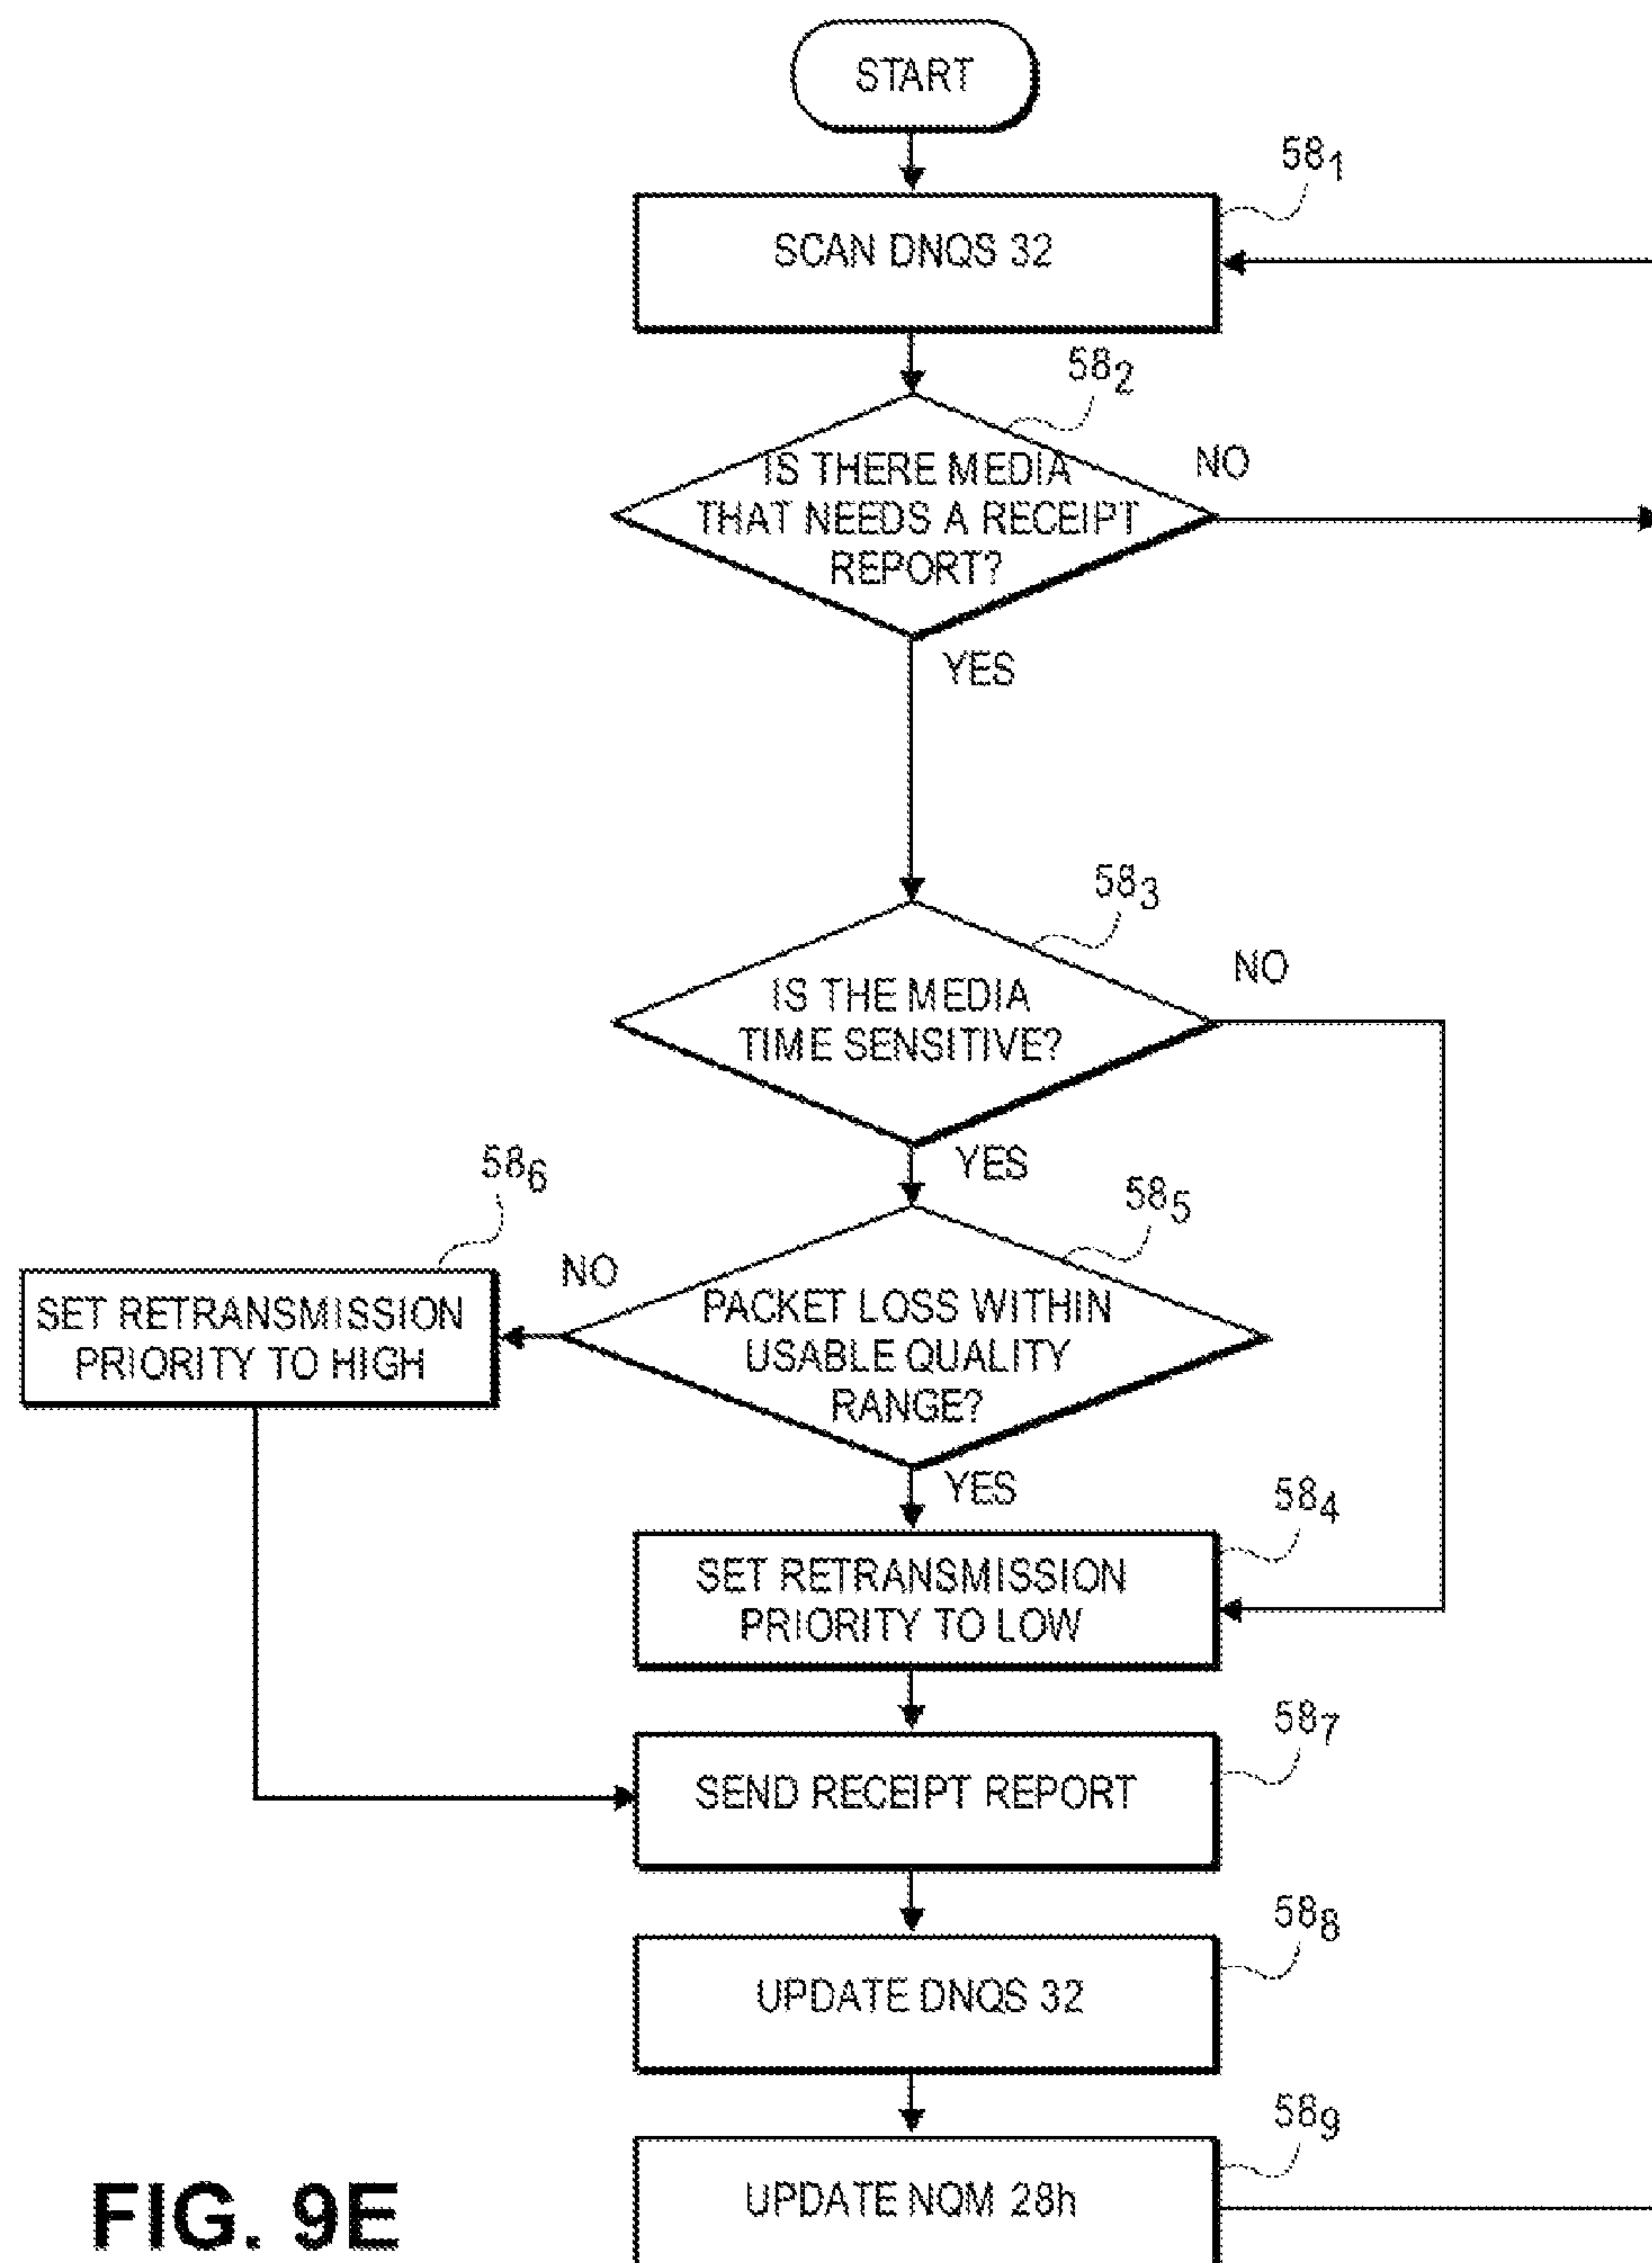 START
58₁
SCAN DNQS 32
58₂
IS THERE MEDIA
THAT NEEDS A RECEIPT
REPORT?
NO
YES
58₃
IS THE MEDIA
TIME SENSITIVE?
NO
YES
58₆
58₅
NO
SET RETRANSMISSION
PRIORITY TO HIGH
PACKET LOSS WITHIN
USABLE QUALITY
RANGE?
YES
58₄
SET RETRANSMISSION
PRIORITY TO LOW
58₇
SEND RECEIPT REPORT
58₈
UPDATE DNQS 32
58₉
UPDATE NQM 28h
FIG. 9E